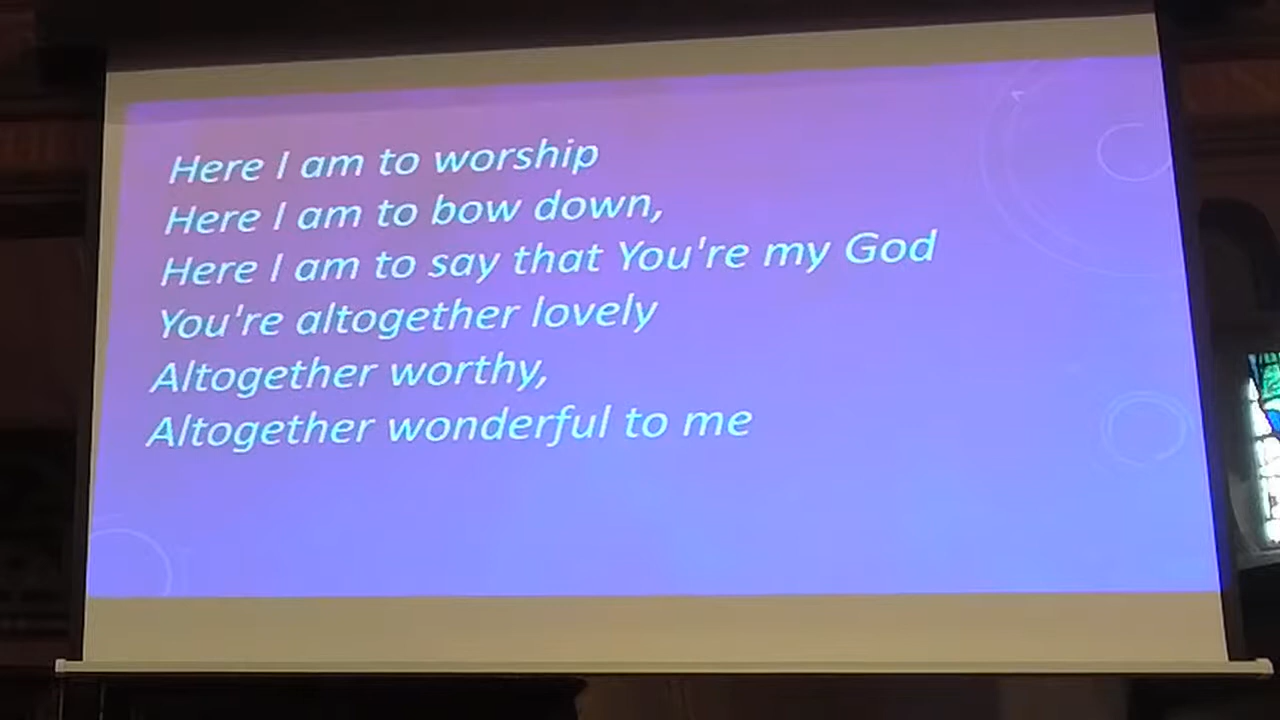 Here I am to worship
Here I am to bow down,
Here I am to say that You're my God
You're altogether lovely
Altogether worthy,
Altogether wonderful to me